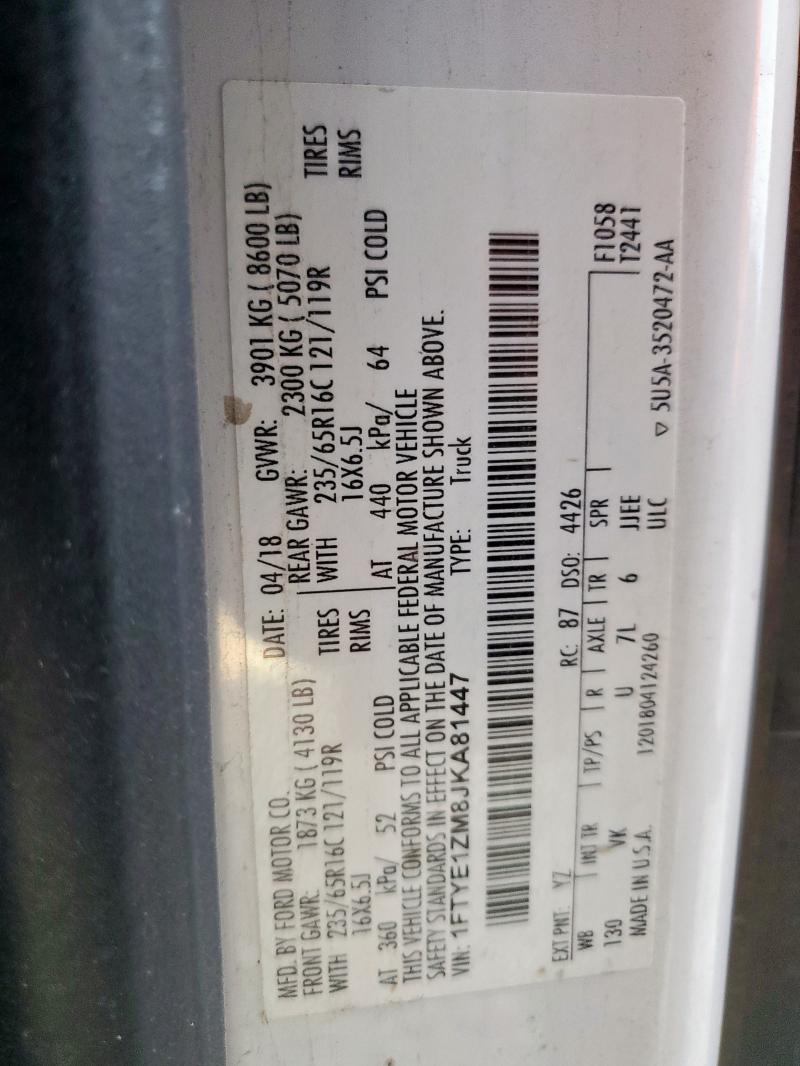 MFD. BY FORD MOTOR CO. DATE: 04/18 GVWR: 3901 KG ( 8600 LB)
FRONT GAWR: 1873 KG ( 4130 LB) REAR GAWR: 2300 KG ( 5070 LB)
WITH 235/65R16C 121/119R TIRES WITH 235/65R16C 121/119R TIRES
16X6.5J RIMS 16X6.5J RIMS
AT 360 kPa/ 52 PSI COLD AT 440 kPa/ 64 PSI COLD
THIS VEHICLE CONFORMS TO ALL APPLICABLE FEDERAL MOTOR VEHICLE
SAFETY STANDARDS IN EFFECT ON THE DATE OF MANUFACTURE SHOWN ABOVE.
VIN: 1FTYE1ZM8JKA81447 TYPE: Truck
EXT PNT: YZ RC: 87 DSO: 4426
WB INT TR TP/PS R AXLE TR SPR F1058
130 VK U 7L 6 JJEE T2441
MADE IN U.S.A. 1201804124260 ULC ▽ 5U5A-3520472-AA